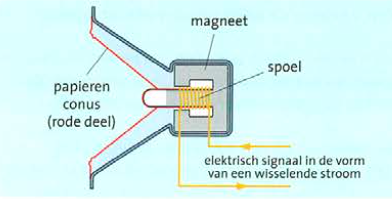 magneet
spoel
papieren
conus
(rode deel)
elektrisch signaal in de vorm
van een wisselende stroom